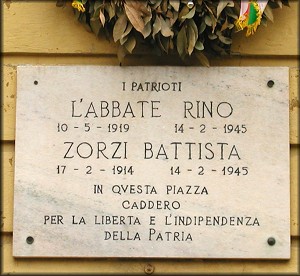 I PATRIOTI
L'ABBATE RINO
10-5-1919 14-2-1945
ZORZI BATTISTA
17-2-1914 14-2-1945
IN QVESTA PIAZZA
CADDERO
PER LA LIBERTA E L'INDIPENDENZA
DELLA PATRIA